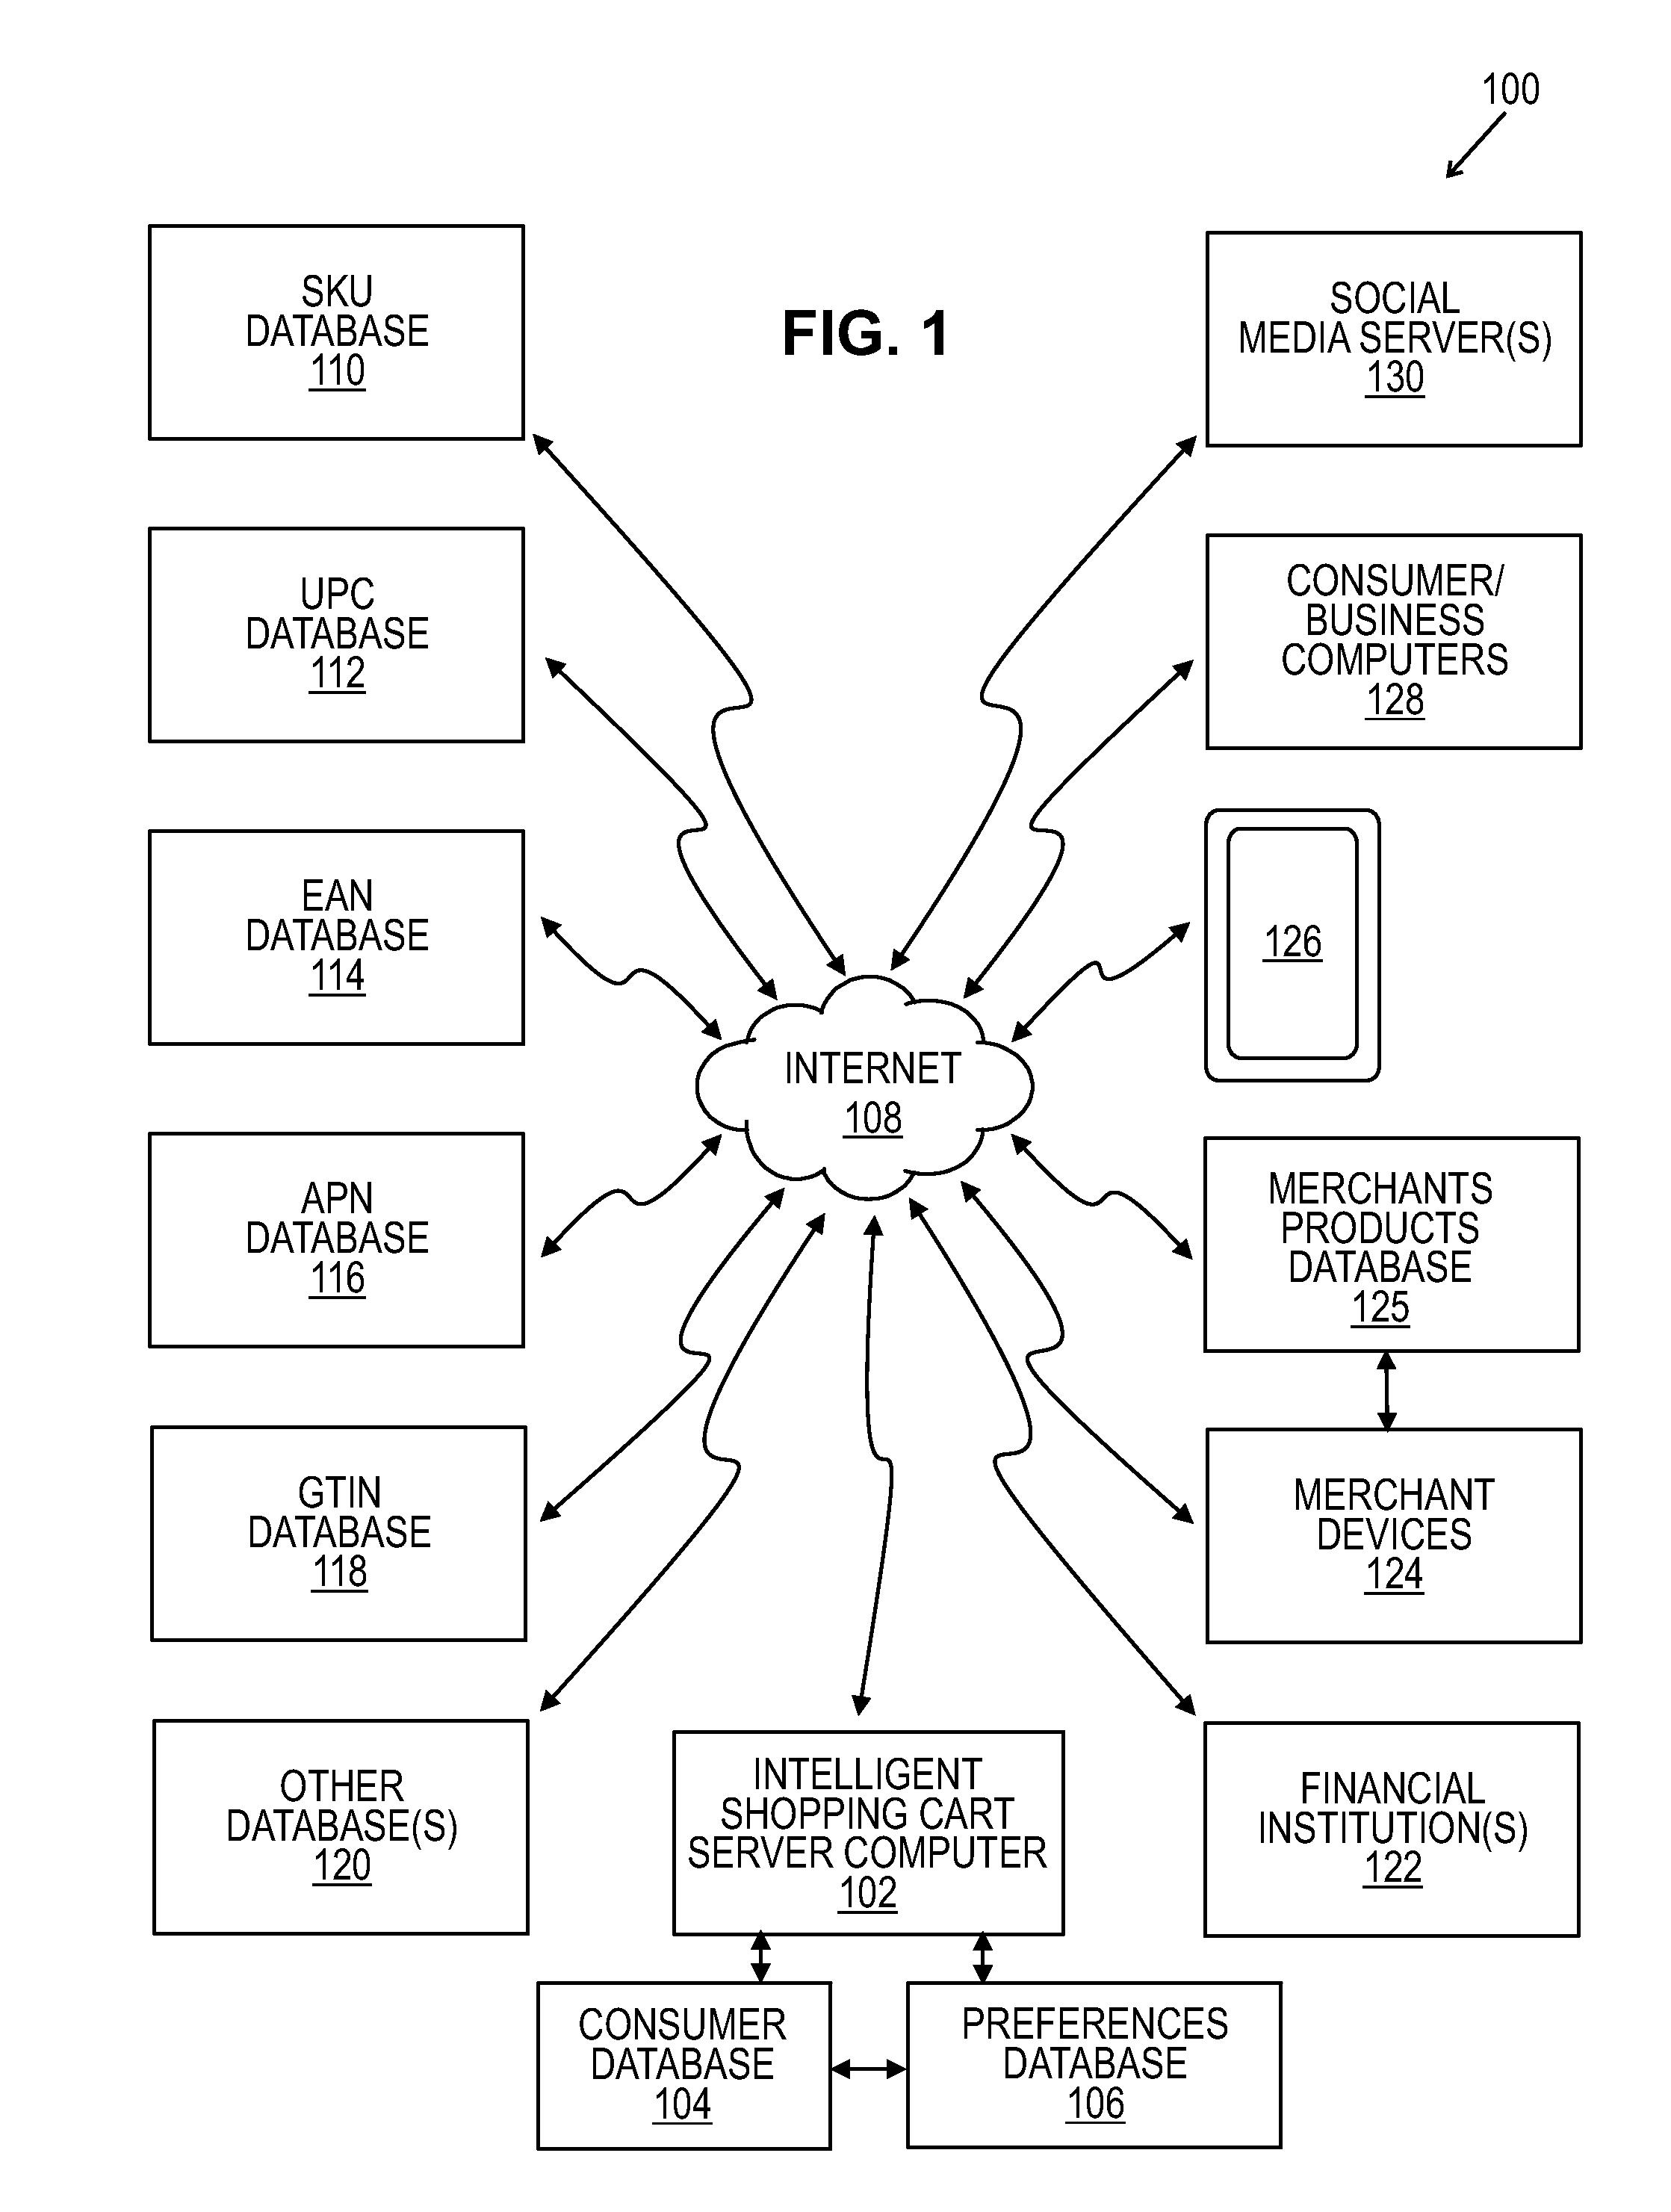 100
SKU
DATABASE
110
FIG. 1
SOCIAL
MEDIA SERVER(S)
130
UPC
DATABASE
112
CONSUMER/
BUSINESS
COMPUTERS
128
EAN
DATABASE
114
126
INTERNET
108
APN
DATABASE
116
MERCHANTS
PRODUCTS
DATABASE
125
GTIN
DATABASE
118
MERCHANT
DEVICES
124
OTHER
DATABASE(S)
120
INTELLIGENT
SHOPPING CART
SERVER COMPUTER
102
FINANCIAL
INSTITUTION(S)
122
CONSUMER
DATABASE
104
PREFERENCES
DATABASE
106